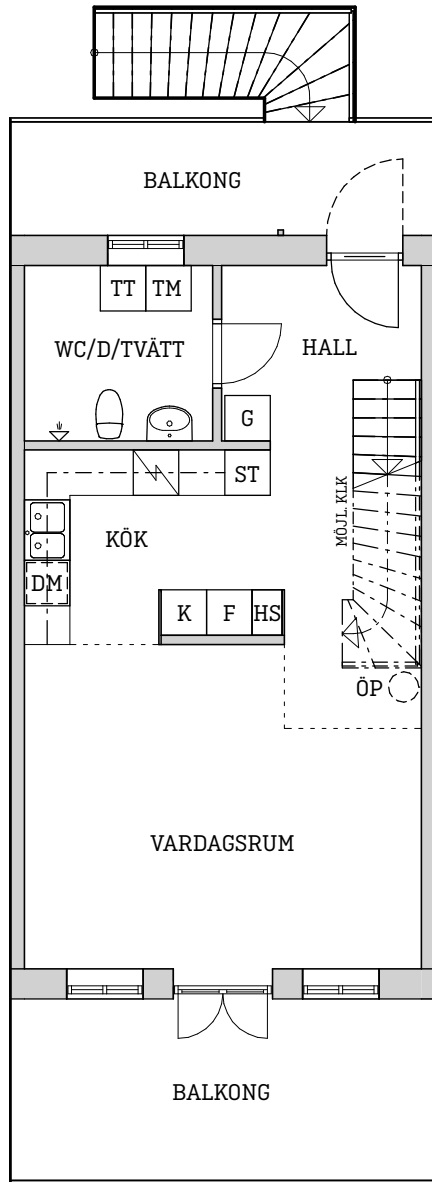 BALKONG
TT TM
WC/D/TVÄTT
HALL
G
ST
MÖJL. KLK
KÖK
DM
K F HS
ÖP
VARDAGSRUM
BALKONG